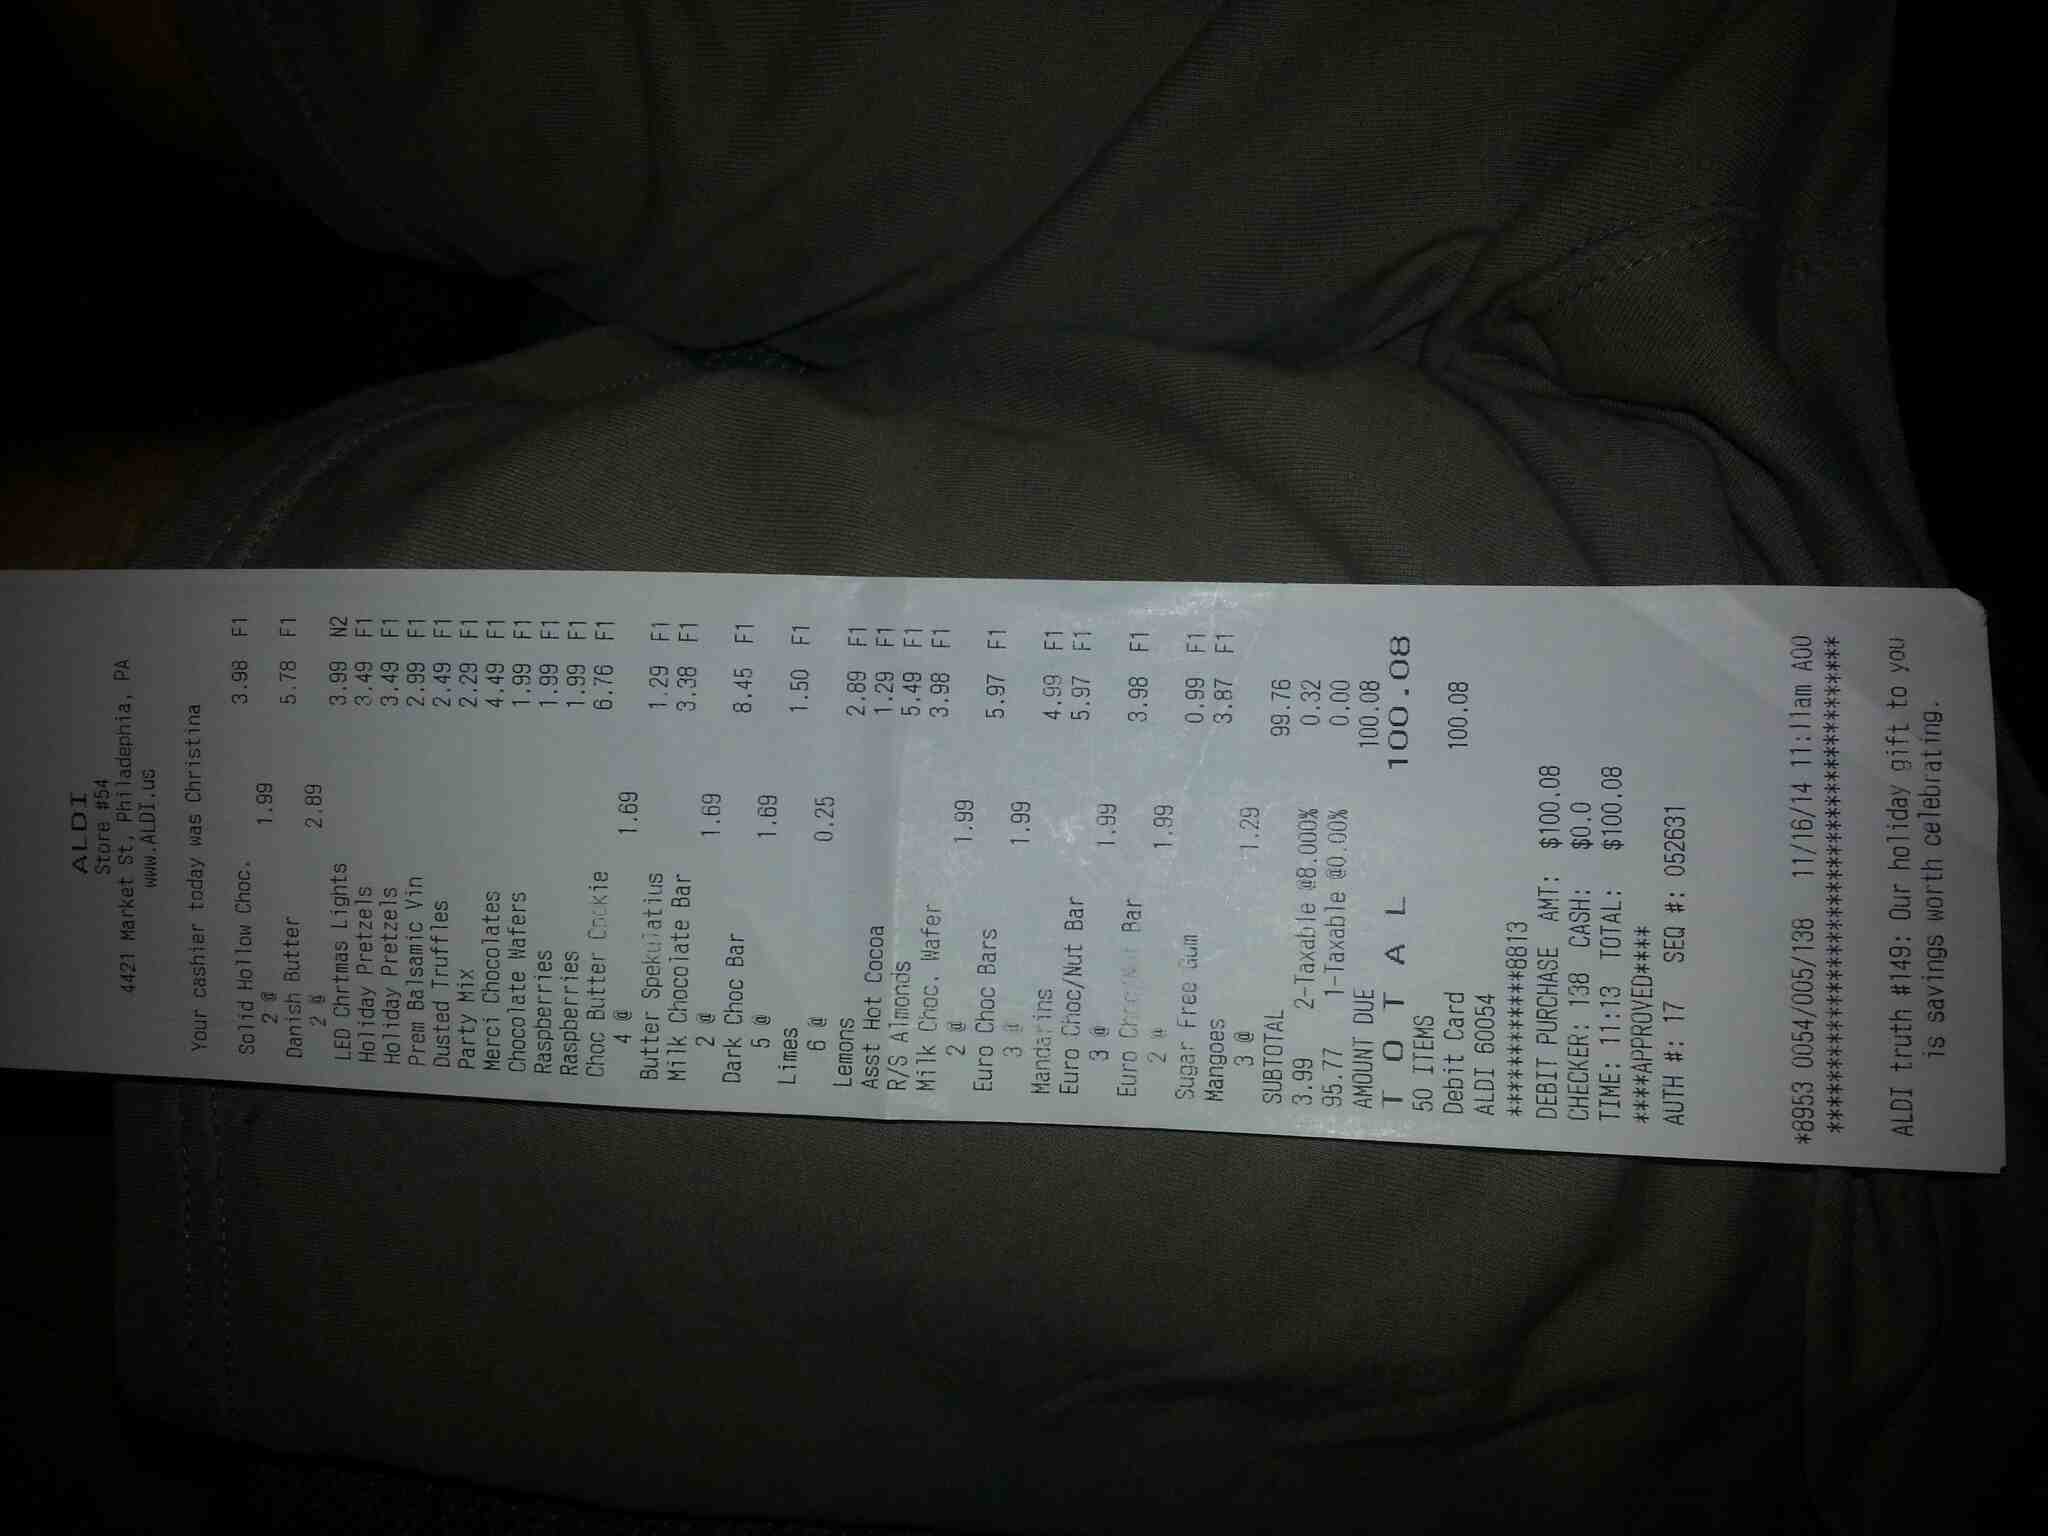 ALDI
Store #54
4421 Market St, Philadephia, PA
www.ALDI.us
Your cashier today was Christina
Solid Hollow Choc. 3.98 F1
2 @ 1.99
Danish Butter 5.78 F1
2 @ 2.89
LED Chrtmas Lights 3.99 N2
Holiday Pretzels 3.49 F1
Holiday Pretzels 3.49 F1
Prem Balsamic Vin 2.99 F1
Dusted Truffles 2.49 F1
Party Mix 2.29 F1
Merci Chocolates 4.49 F1
Chocolate Wafers 1.99 F1
Raspberries 1.99 F1
Raspberries 1.99 F1
Choc Butter Cookie 6.76 F1
4 @ 1.69
Butter Spekulatius 1.29 F1
Milk Chocolate Bar 3.38 F1
2 @ 1.69
Dark Choc Bar 8.45 F1
5 @ 1.69
Limes 1.50 F1
6 @ 0.25
Lemons 2.89 F1
Asst Hot Cocoa 1.29 F1
R/S Almonds 5.49 F1
Milk Choc. Wafer 3.98 F1
2 @ 1.99
Euro Choc Bars 5.97 F1
3 @ 1.99
Mandarins 4.99 F1
Euro Choc/Nut Bar 5.97 F1
3 @ 1.99
Euro Choc/Nut Bar 3.98 F1
2 @ 1.99
Sugar Free Gum 0.99 F1
Mangoes 3.87 F1
3 @ 1.29
SUBTOTAL 99.76
3.99 2-Taxable @8.000% 0.32
95.77 1-Taxable @0.00% 0.00
AMOUNT DUE 100.08
T O T A L 100.08
50 ITEMS
Debit Card 100.08
ALDI 60054
************8813
DEBIT PURCHASE AMT: $100.08
CHECKER: 138 CASH: $0.0
TIME: 11:13 TOTAL: $100.08
****APPROVED****
AUTH #: 17 SEQ #: 052631
*8953 0054/005/138 11/16/14 11:11am A00
***************************************
ALDI truth #149: Our holiday gift to you
is savings worth celebrating.